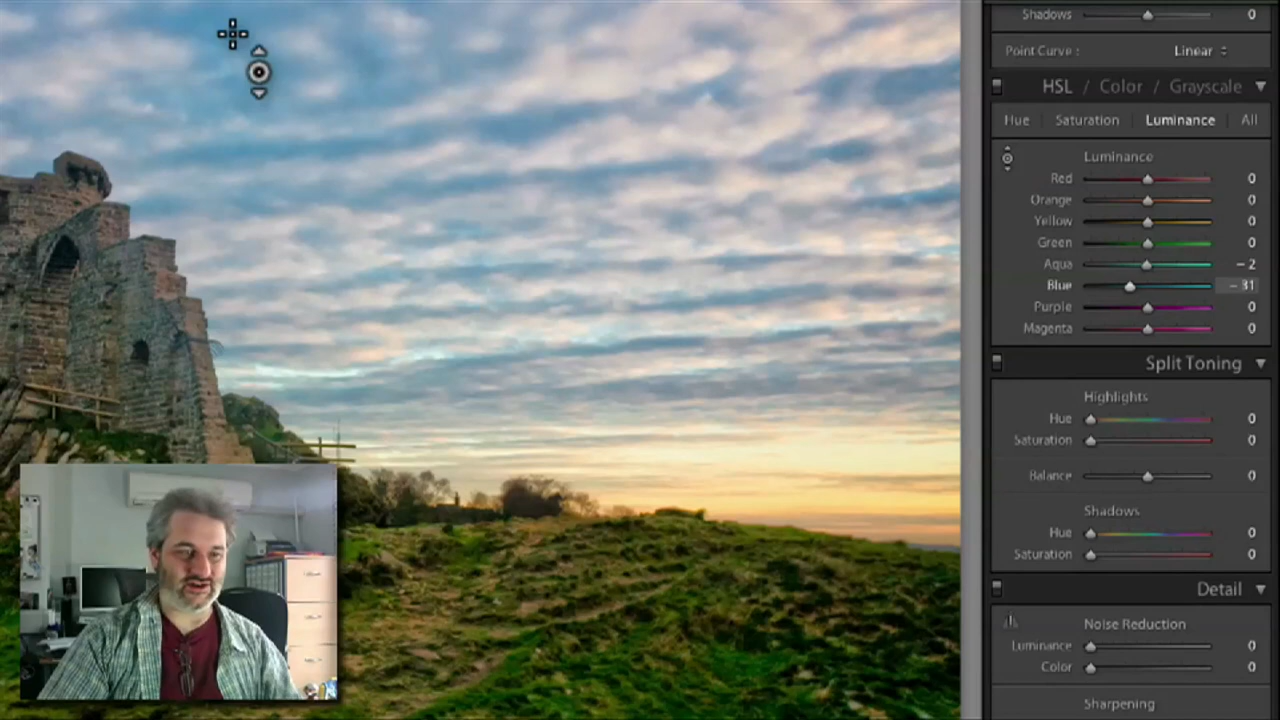 Shadows 0
Point Curve : Linear
HSL / Color / Grayscale
Hue Saturation Luminance All
Luminance
Red 0
Orange 0
Yellow 0
Green 0
Aqua – 2
Blue – 31
Purple 0
Magenta 0
Split Toning
Highlights
Hue 0
Saturation 0
Balance 0
Shadows
Hue 0
Saturation 0
Detail
Noise Reduction
Luminance 0
Color 0
Sharpening